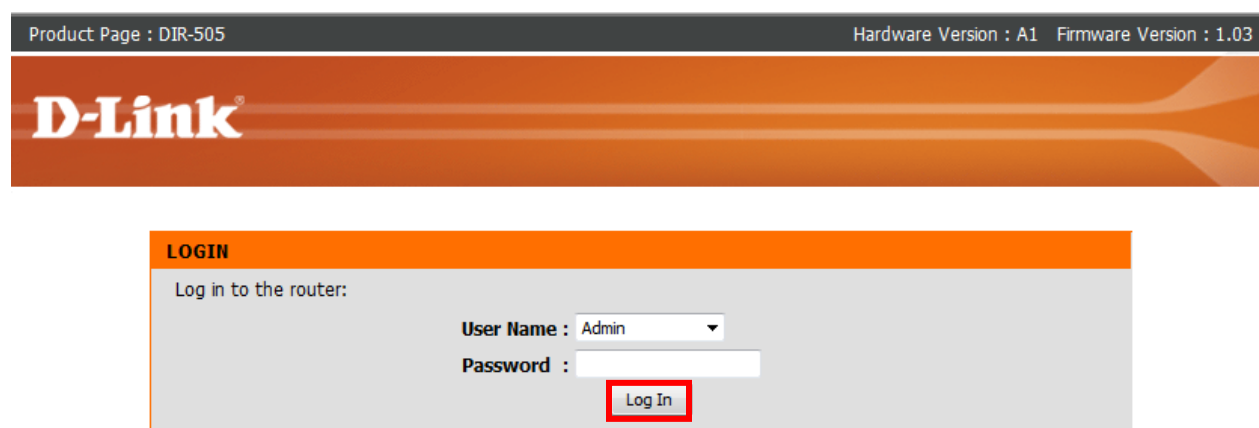 Product Page : DIR-505 Hardware Version : A1 Firmware Version : 1.03
D-Link®
LOGIN
Log in to the router:
User Name : Admin
Password :
Log In